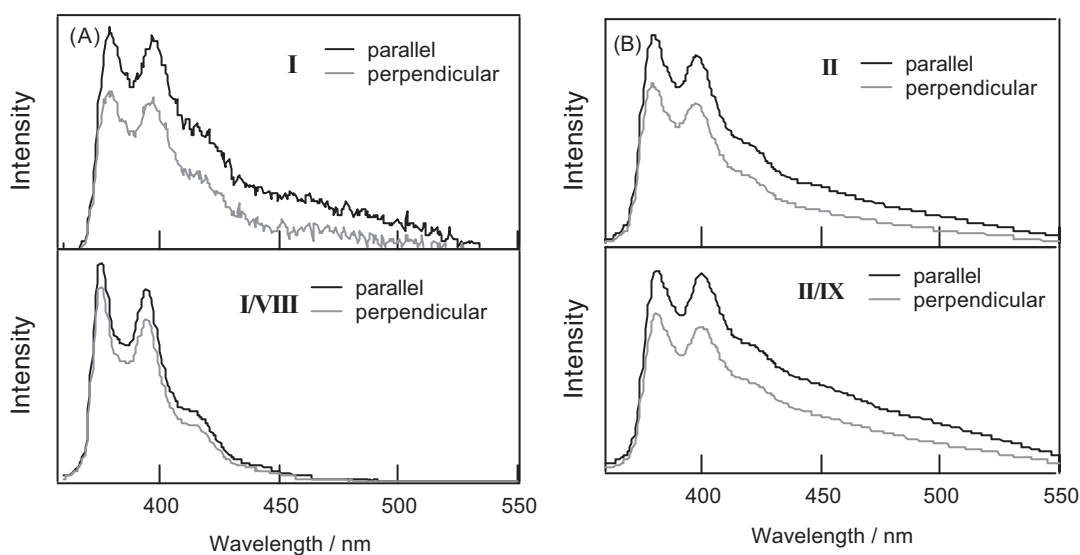 (A)
I
parallel
perpendicular
Intensity
I/VIII
parallel
perpendicular
Intensity
400
450
500
550
Wavelength / nm
(B)
II
parallel
perpendicular
Intensity
II/IX
parallel
perpendicular
Intensity
400
450
500
550
Wavelength / nm